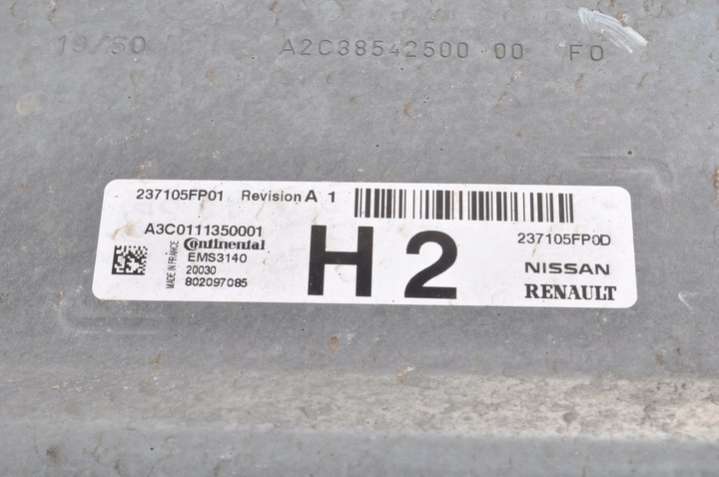 19/50 A2C38542500 00 F0
237105FP01 Revision A 1
A3C0111350001
Continental
EMS3140
20030
802097085
MADE IN FRANCE
H2
237105FP0D
NISSAN
RENAULT